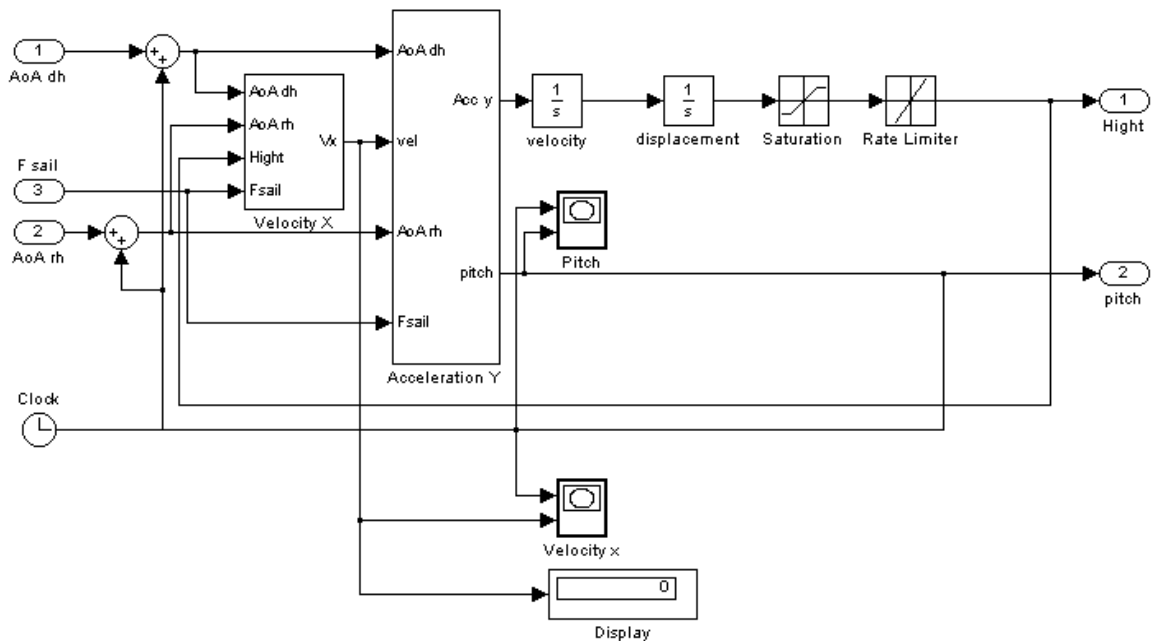 1
AoA dh
+
+
AoA dh
AoA rh
Hight
Fsail
Vx
Velocity X
F sail
3
2
AoA rh
+
+
AoA dh
vel
AoA rh
Fsail
Acc y
pitch
Acceleration Y
1
s
velocity
1
s
displacement
Saturation
Rate Limiter
1
Hight
Pitch
2
pitch
Clock
Velocity x
0
Display